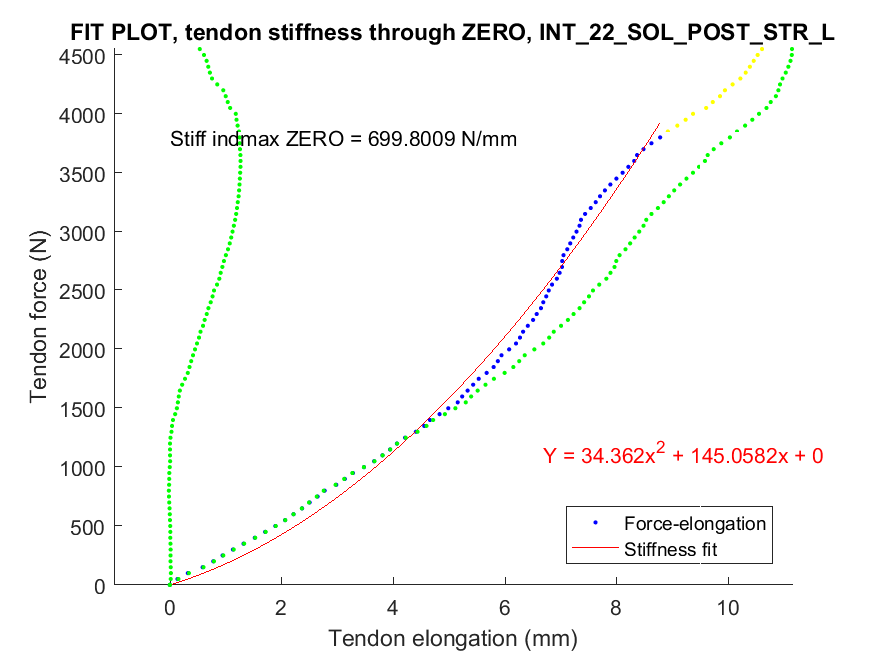 FIT PLOT, tendon stiffness through ZERO, INT_22_SOL_POST_STR_L
4500
4000
3500
3000
2500
2000
1500
1000
500
0
Tendon force (N)
Stiff indmax ZERO = 699.8009 N/mm
Y = 34.362x² + 145.0582x + 0
Force-elongation
Stiffness fit
0 2 4 6 8 10
Tendon elongation (mm)